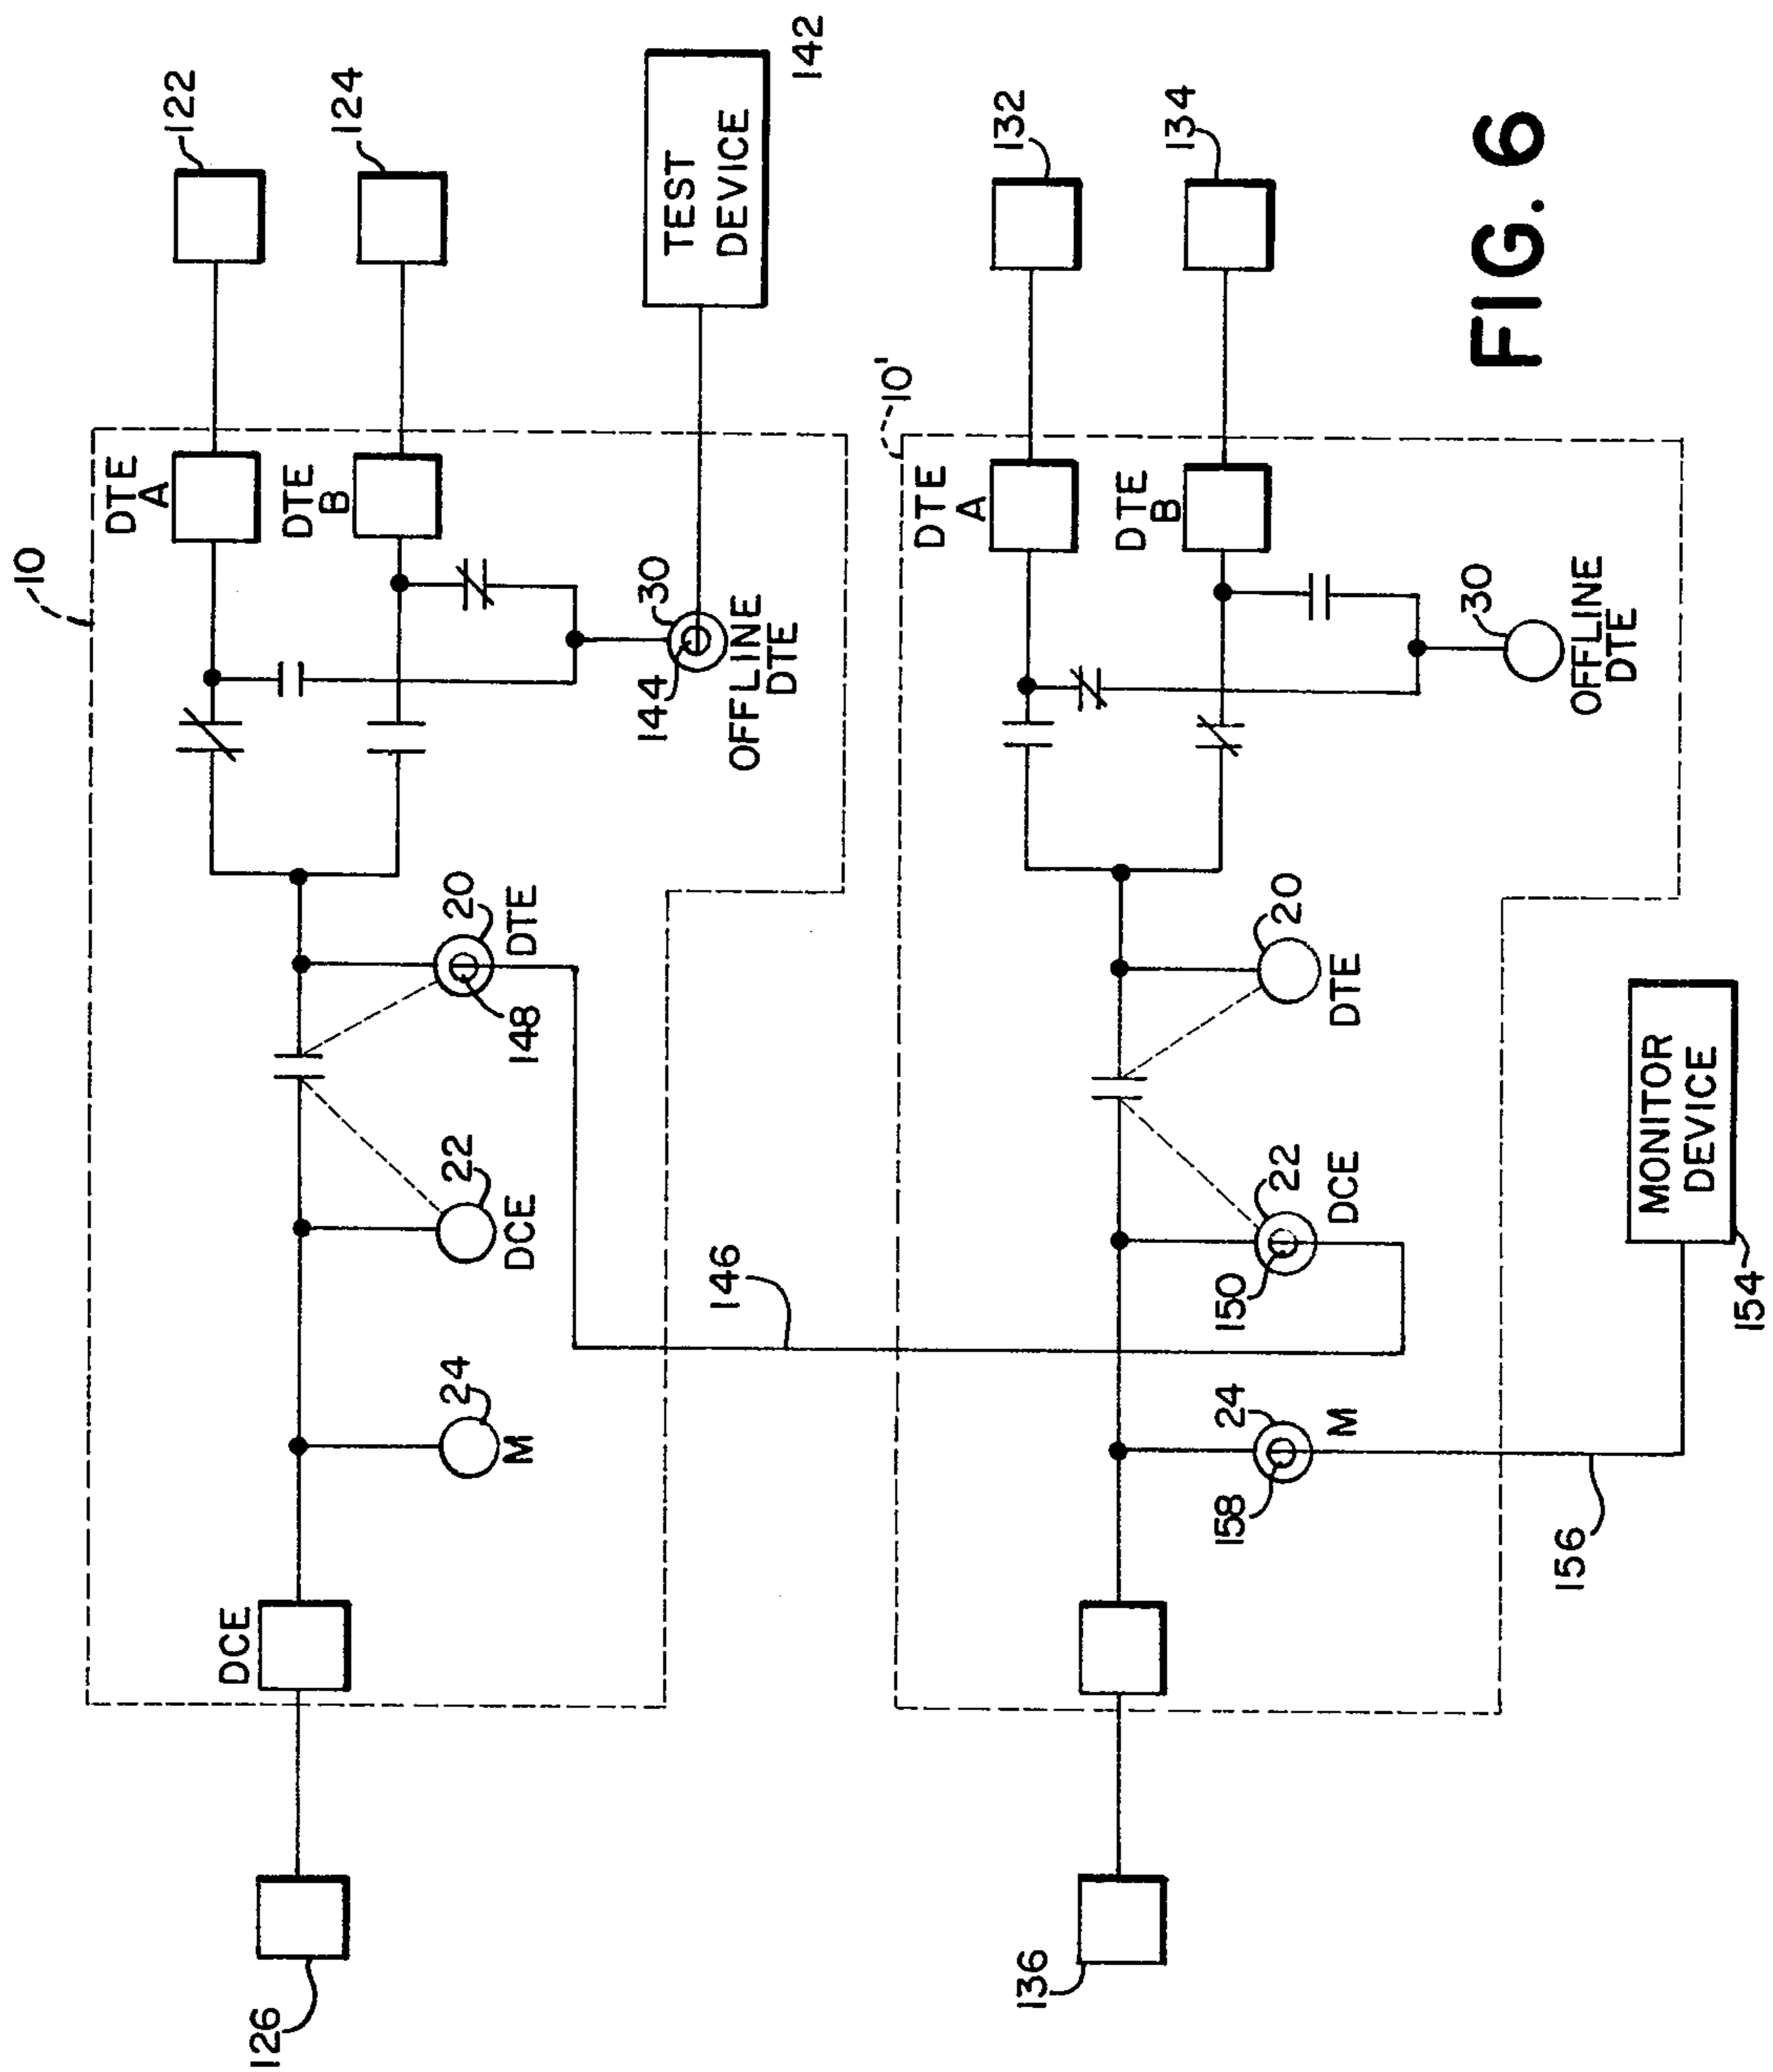 10
122
DTE
A
124
DTE
B
TEST
DEVICE
142
30
144
OFFLINE
DTE
20
DTE
148
22
DCE
24
M
DCE
126
146
10'
132
DTE
A
134
DTE
B
30
OFFLINE
DTE
20
DTE
22
DCE
150
24
M
158
136
MONITOR
DEVICE
154
156
FIG. 6